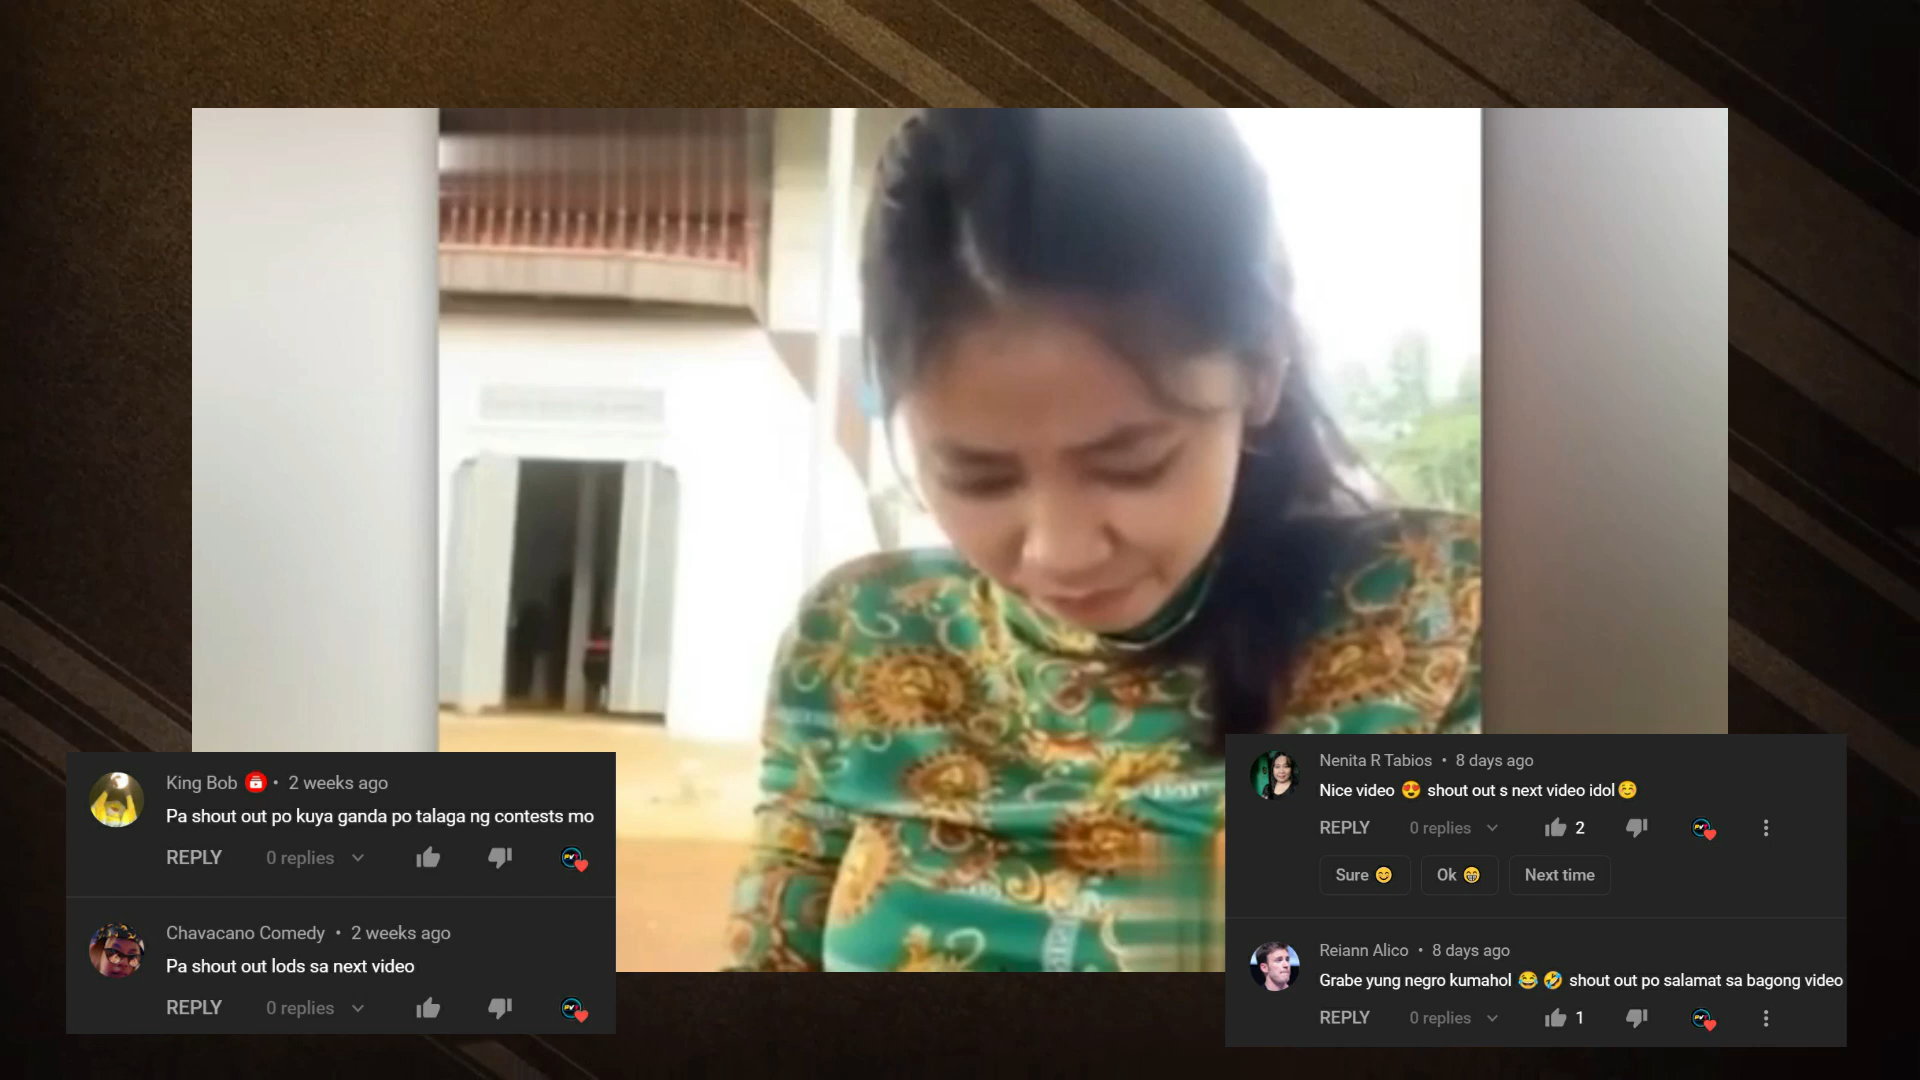 King Bob • 2 weeks ago
Pa shout out po kuya ganda po talaga ng contests mo
REPLY 0 replies
Chavacano Comedy • 2 weeks ago
Pa shout out lods sa next video
REPLY 0 replies
Nenita R Tabios • 8 days ago
Nice video 😍 shout out s next video idol☺️
REPLY 0 replies 2
Sure 😊 Ok 😁 Next time
Reiann Alico • 8 days ago
Grabe yung negro kumahol 😂 🤣 shout out po salamat sa bagong video
REPLY 0 replies 1